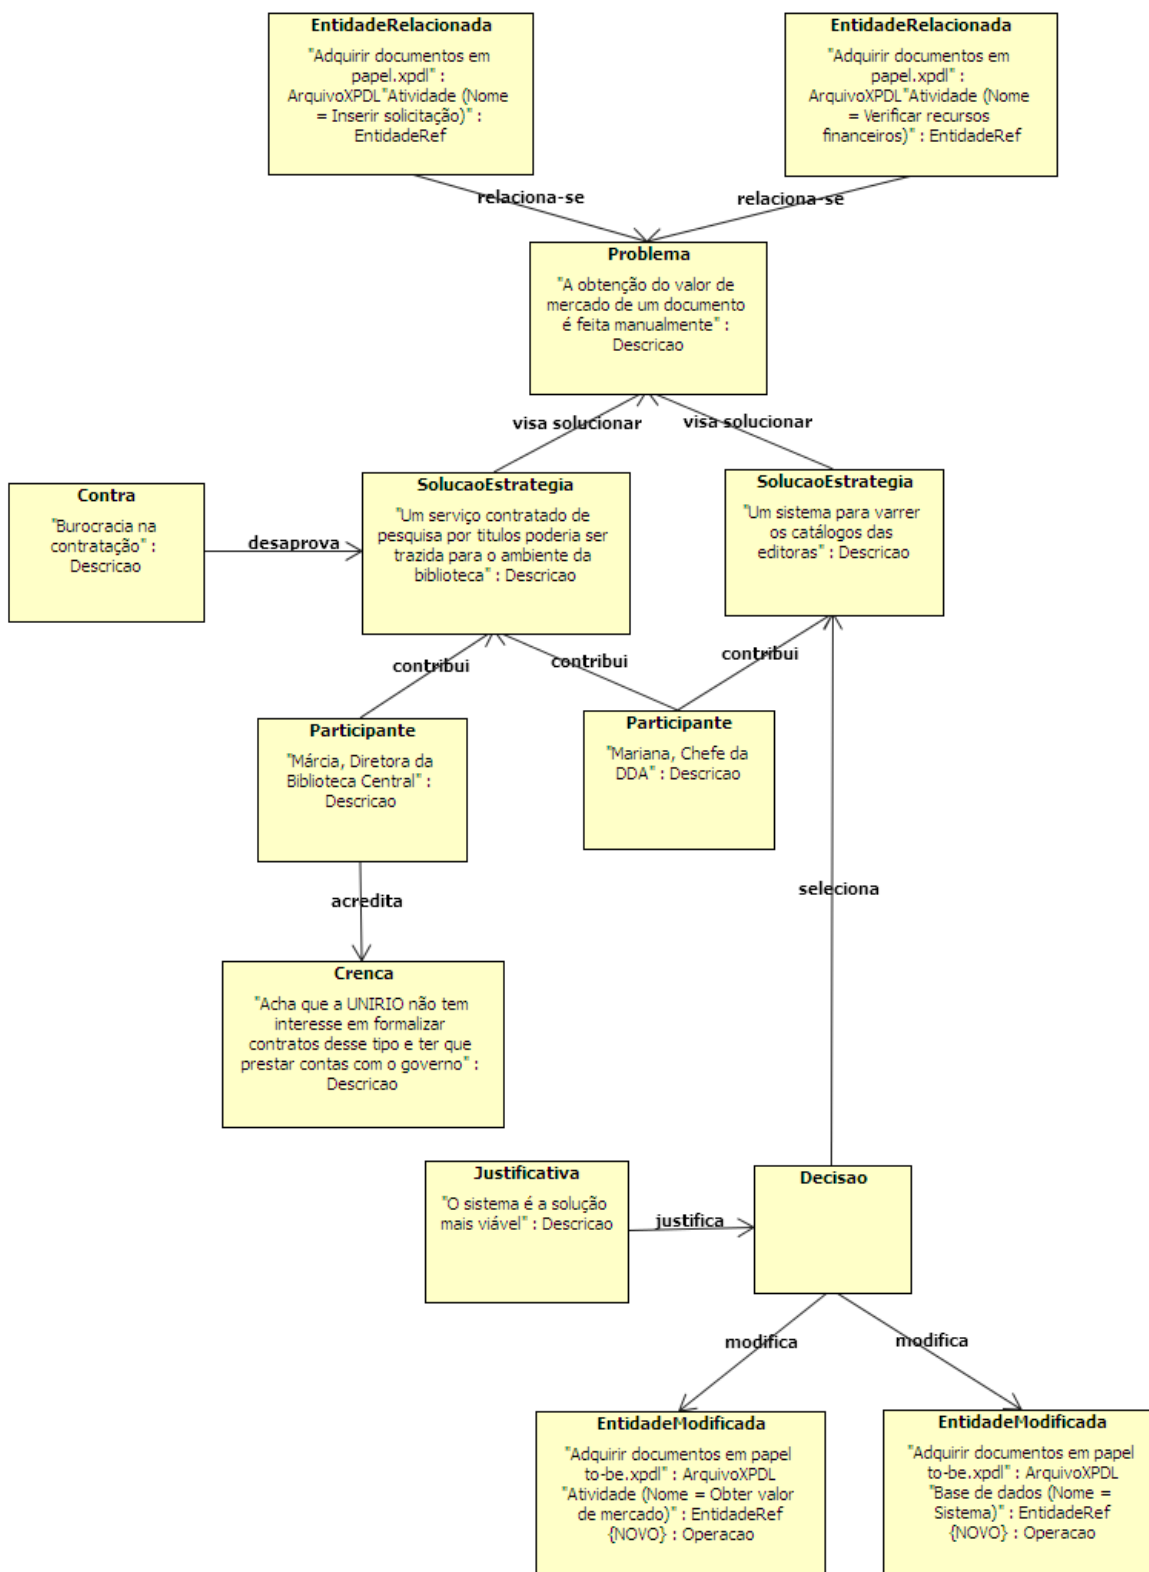 EntidadeRelacionada
"Adquirir documentos em
papel.xpdl" :
ArquivoXPDL"Atividade (Nome
= Inserir solicitação)" :
EntidadeRef
EntidadeRelacionada
"Adquirir documentos em
papel.xpdl" :
ArquivoXPDL"Atividade (Nome
= Verificar recursos
financeiros)" : EntidadeRef
relaciona-se
relaciona-se
Problema
"A obtenção do valor de
mercado de um documento
é feita manualmente" :
Descricao
visa solucionar
visa solucionar
Contra
"Burocracia na
contratação" :
Descricao
desaprova
SolucaoEstrategia
"Um serviço contratado de
pesquisa por titulos poderia ser
trazida para o ambiente da
biblioteca" : Descricao
SolucaoEstrategia
"Um sistema para varrer
os catálogos das
editoras" : Descricao
contribui
contribui
contribui
Participante
"Márcia, Diretora da
Biblioteca Central" :
Descricao
Participante
"Mariana, Chefe da
DDA" : Descricao
acredita
seleciona
Crenca
"Acha que a UNIRIO não tem
interesse em formalizar
contratos desse tipo e ter que
prestar contas com o governo" :
Descricao
Justificativa
"O sistema é a solução
mais viável" : Descricao
justifica
Decisao
modifica
modifica
EntidadeModificada
"Adquirir documentos em papel
to-be.xpdl" : ArquivoXPDL
"Atividade (Nome = Obter valor
de mercado)" : EntidadeRef
{NOVO} : Operacao
EntidadeModificada
"Adquirir documentos em papel
to-be.xpdl" : ArquivoXPDL
"Base de dados (Nome =
Sistema)" : EntidadeRef
{NOVO} : Operacao